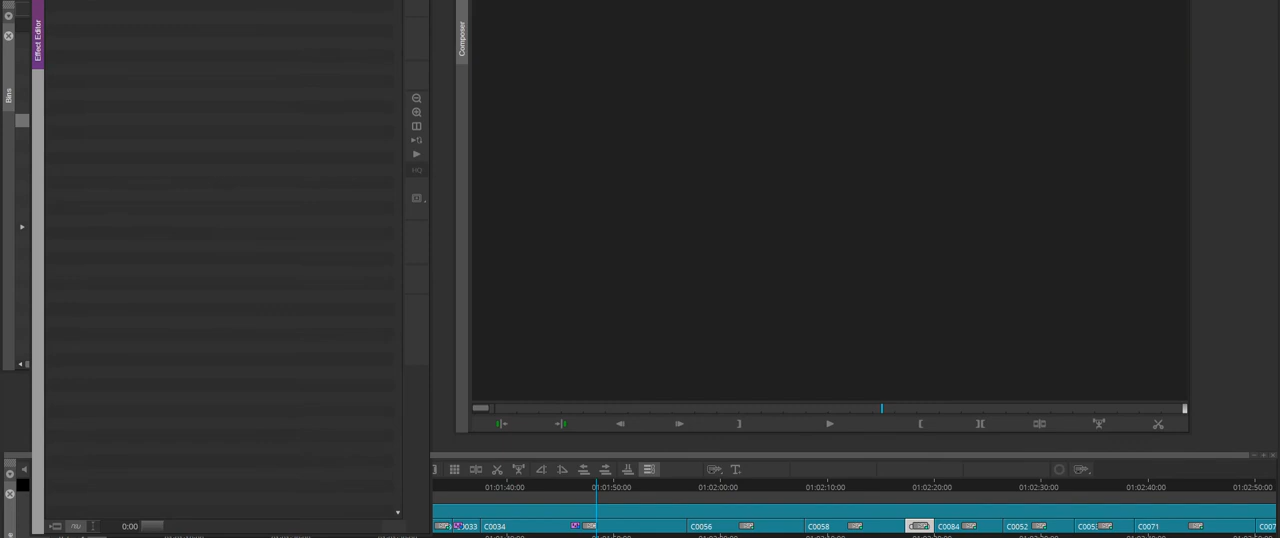 Effect Editor
Composer
Bins
HQ
01:01:40:00
01:01:50:00
01:02:00:00
01:02:10:00
01:02:20:00
01:02:30:00
01:02:40:00
01:02:50:00
0:00
C0034
C0056
C0058
C0084
C0052
C0071